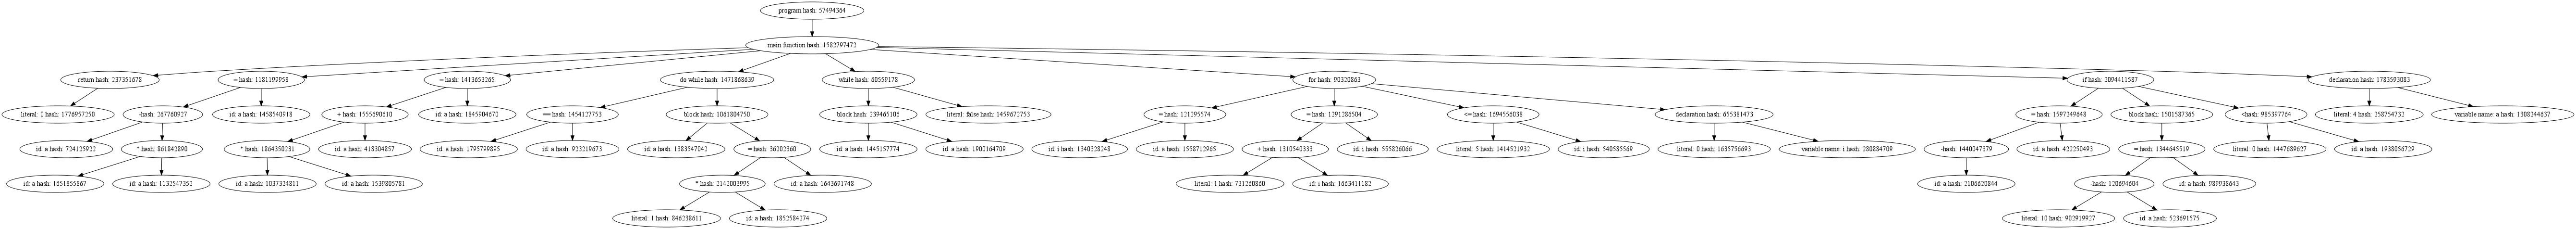 program hash: 57494364
main function hash: 1582797472
return hash: 237351678
= hash: 1181199958
= hash: 1413653265
do while hash: 1471868639
while hash: 60559178
for hash: 90320863
if hash: 2094411587
declaration hash: 1783593083
literal: 0 hash: 1776957250
-hash: 267760927
id: a hash: 1458540918
+ hash: 1555690610
id: a hash: 1845904670
== hash: 1454127753
block hash: 1061804750
block hash: 239465106
literal: false hash: 1459672753
= hash: 121295574
= hash: 1291286504
<= hash: 1694556038
declaration hash: 655381473
= hash: 1597249648
block hash: 1501587365
<hash: 985397764
literal: 4 hash: 258754732
variable name: a hash: 1308244637
id: a hash: 724125922
* hash: 861842890
* hash: 1864350231
id: a hash: 418304857
id: a hash: 1795799895
id: a hash: 923219673
id: a hash: 1383547042
= hash: 36202360
id: a hash: 1445157774
id: a hash: 1900164709
id: i hash: 1340328248
id: a hash: 1558712965
+ hash: 1310540333
id: i hash: 555826066
literal: 5 hash: 1414521932
id: i hash: 540585569
literal: 0 hash: 1635756693
variable name: i hash: 280884709
-hash: 1440847379
id: a hash: 422250493
= hash: 1344645519
literal: 0 hash: 1447689627
id: a hash: 1938056729
id: a hash: 1651855867
id: a hash: 1132547352
id: a hash: 1037324811
id: a hash: 1539805781
* hash: 2142003995
id: a hash: 1643691748
literal: 1 hash: 731260860
id: i hash: 1663411182
id: a hash: 2106620844
-hash: 120694604
id: a hash: 989938643
literal: 1 hash: 846238611
id: a hash: 1852584274
literal: 10 hash: 902919927
id: a hash: 523691575